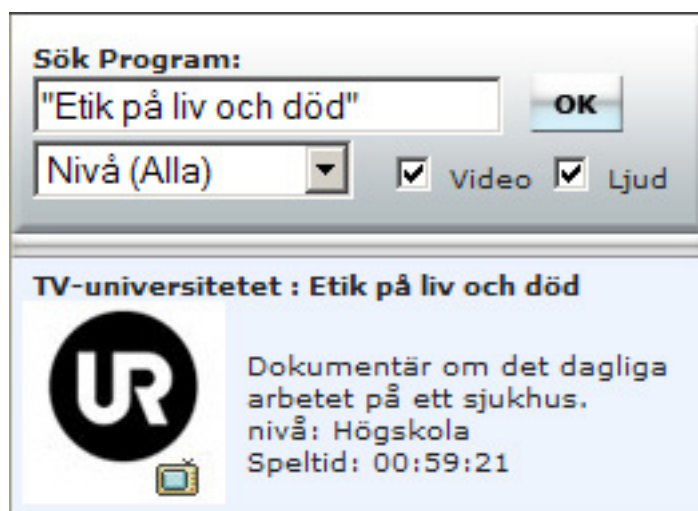 Sök Program:
"Etik på liv och död"
OK
Nivå (Alla)
Video
Ljud
TV-universitetet : Etik på liv och död
UR
Dokumentär om det dagliga
arbetet på ett sjukhus.
nivå: Högskola
Speltid: 00:59:21